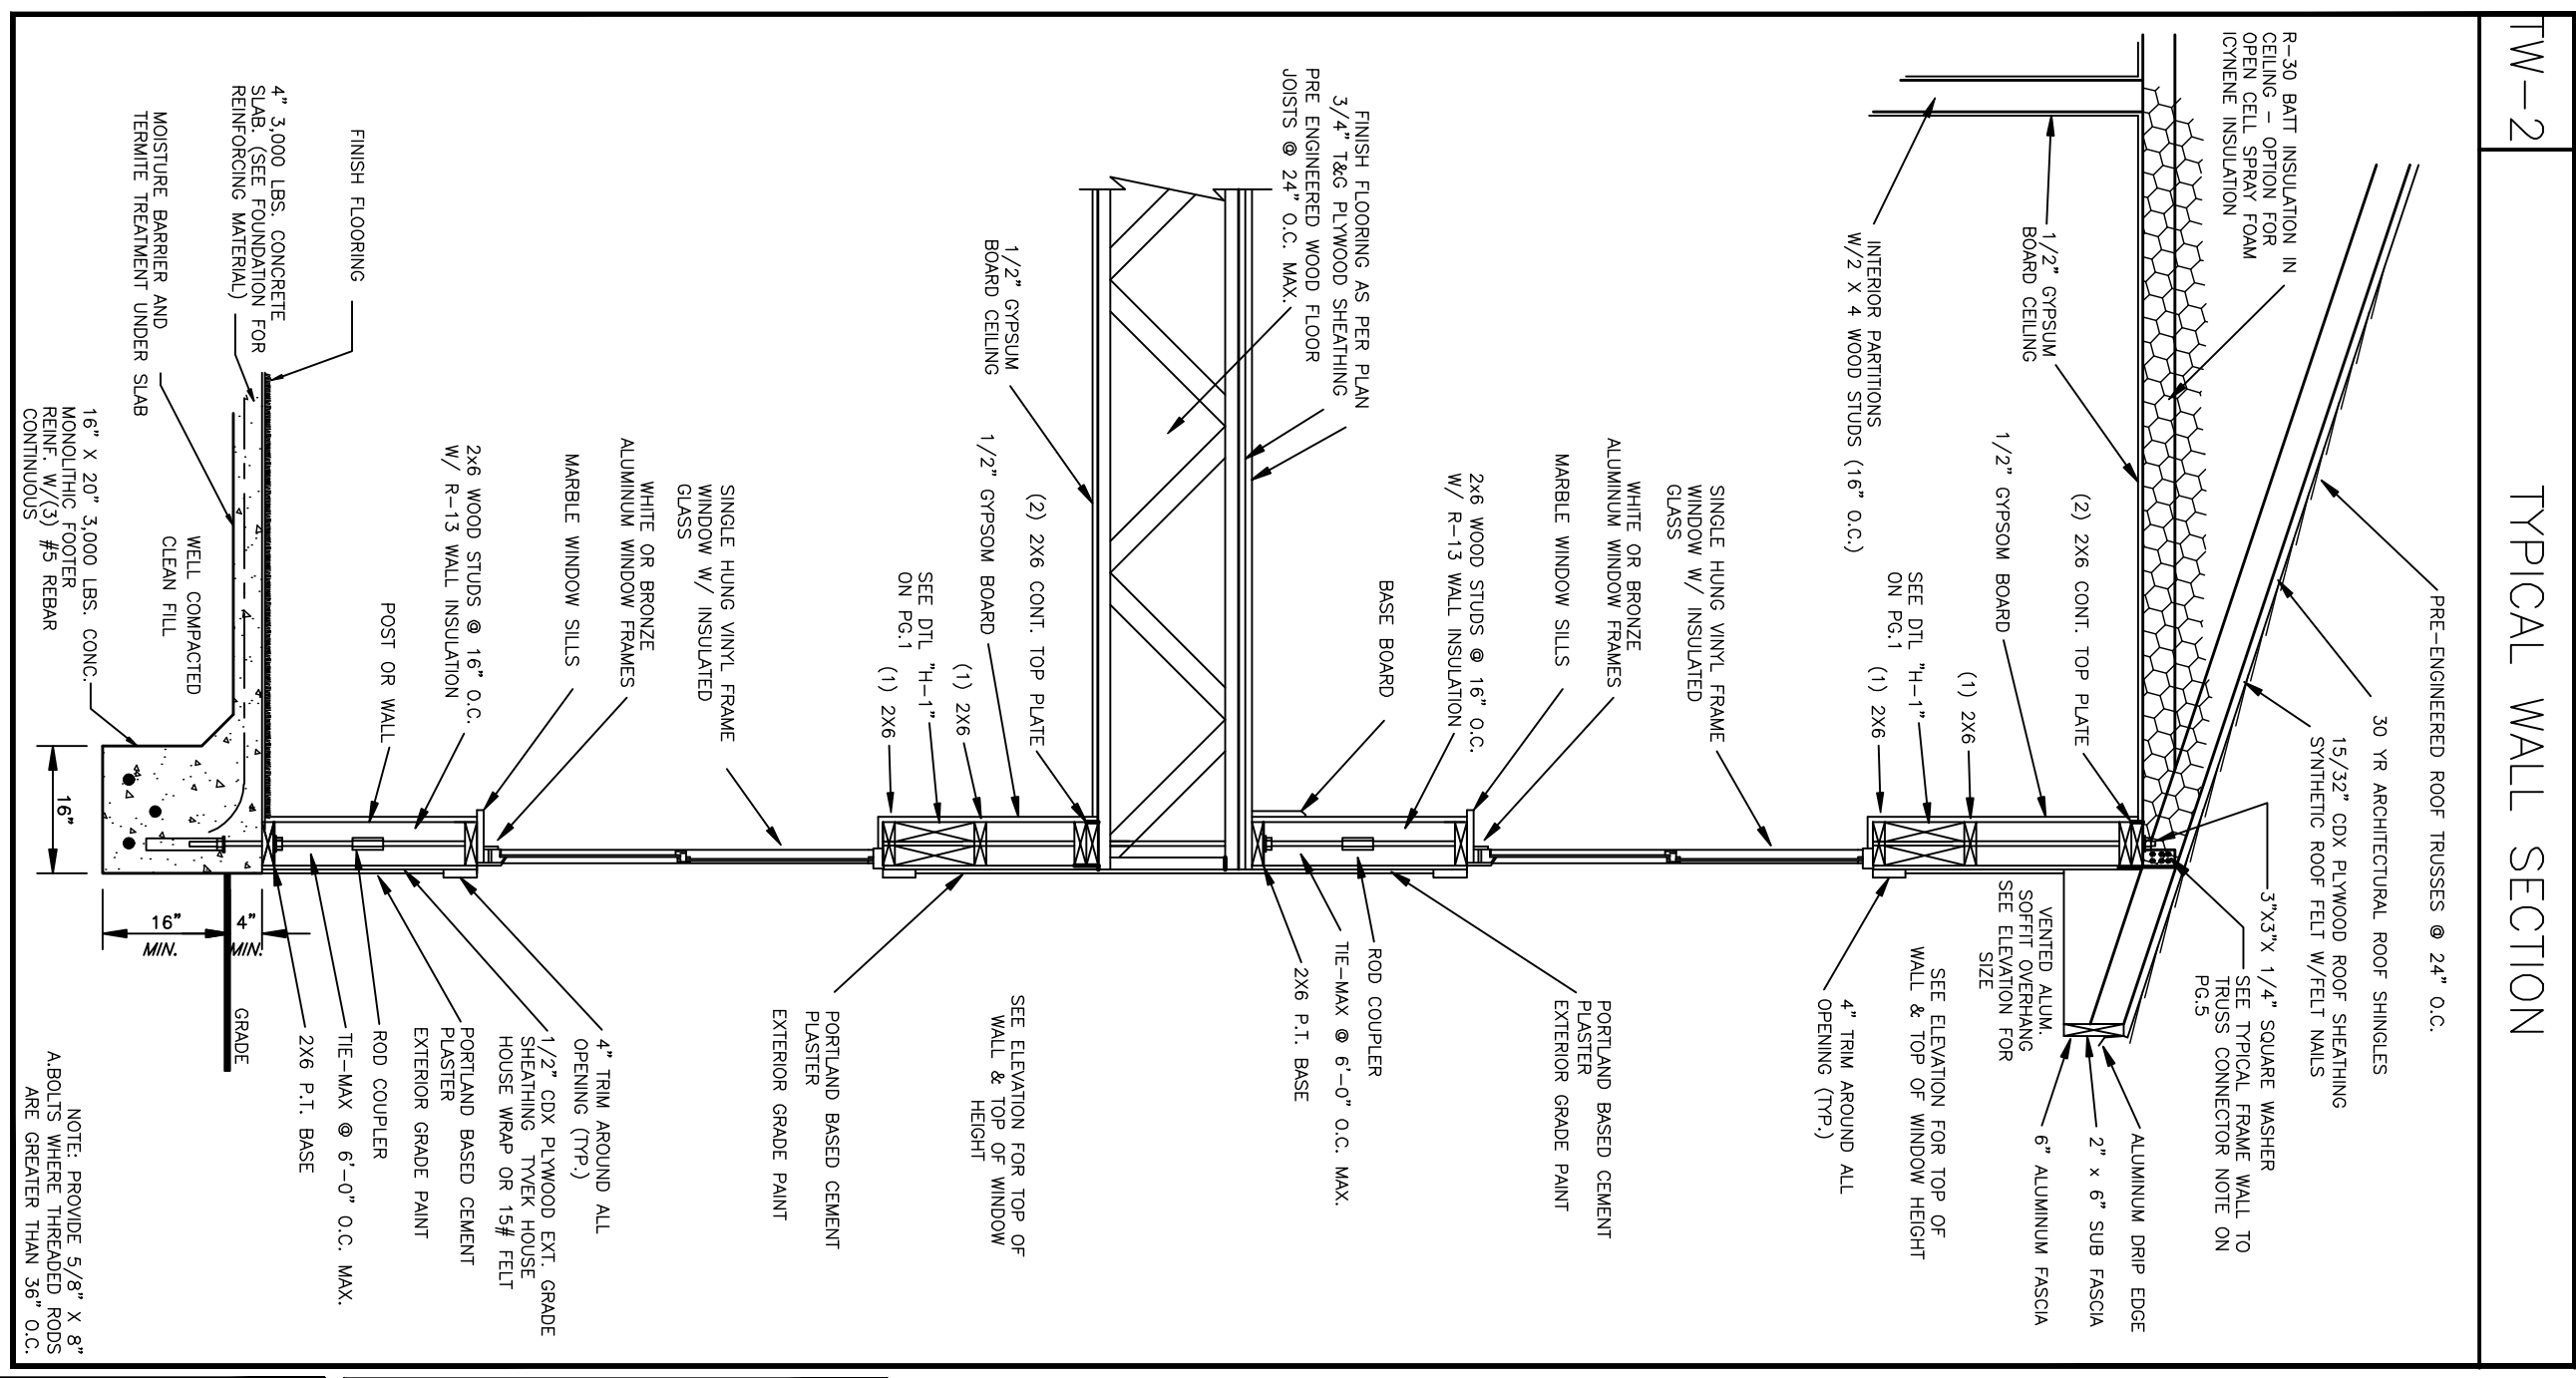 TW-2
TYPICAL WALL SECTION
R-30 BATT INSULATION IN
CEILING - OPTION FOR
OPEN CELL SPRAY FOAM
ICYNENE INSULATION
PRE-ENGINEERED ROOF TRUSSES @ 24" O.C.
30 YR ARCHITECTURAL ROOF SHINGLES
15/32" CDX PLYWOOD ROOF SHEATHING
SYNTHETIC ROOF FELT W/FELT NAILS
3"X3"X 1/4" SQUARE WASHER
SEE TYPICAL FRAME WALL TO
TRUSS CONNECTOR NOTE ON
PG.5
ALUMINUM DRIP EDGE
2" x 6" SUB FASCIA
6" ALUMINUM FASCIA
VENTED ALUM.
SOFFIT OVERHANG
SEE ELEVATION FOR
SIZE
SEE ELEVATION FOR TOP OF
WALL & TOP OF WINDOW HEIGHT
4" TRIM AROUND ALL
OPENING (TYP.)
1/2" GYPSUM
BOARD CEILING
INTERIOR PARTITIONS
W/2 X 4 WOOD STUDS (16" O.C.)
(2) 2X6 CONT. TOP PLATE
1/2" GYPSOM BOARD
(1) 2X6
SEE DTL "H-1"
ON PG.1
(1) 2X6
SINGLE HUNG VINYL FRAME
WINDOW W/ INSULATED
GLASS
WHITE OR BRONZE
ALUMINUM WINDOW FRAMES
MARBLE WINDOW SILLS
2x6 WOOD STUDS @ 16" O.C.
W/ R-13 WALL INSULATION
BASE BOARD
PORTLAND BASED CEMENT
PLASTER
EXTERIOR GRADE PAINT
ROD COUPLER
TIE-MAX @ 6'-0" O.C. MAX.
2X6 P.T. BASE
FINISH FLOORING AS PER PLAN
3/4" T&G PLYWOOD SHEATHING
PRE ENGINEERED WOOD FLOOR
JOISTS @ 24" O.C. MAX.
1/2" GYPSUM
BOARD CEILING
(2) 2X6 CONT. TOP PLATE
1/2" GYPSOM BOARD
(1) 2X6
SEE DTL "H-1"
ON PG.1
(1) 2X6
SEE ELEVATION FOR TOP OF
WALL & TOP OF WINDOW
HEIGHT
PORTLAND BASED CEMENT
PLASTER
EXTERIOR GRADE PAINT
SINGLE HUNG VINYL FRAME
WINDOW W/ INSULATED
GLASS
WHITE OR BRONZE
ALUMINUM WINDOW FRAMES
MARBLE WINDOW SILLS
2x6 WOOD STUDS @ 16" O.C.
W/ R-13 WALL INSULATION
POST OR WALL
4" TRIM AROUND ALL
OPENING (TYP.)
1/2" CDX PLYWOOD EXT. GRADE
SHEATHING TYVEK HOUSE
HOUSE WRAP OR 15# FELT
PORTLAND BASED CEMENT
PLASTER
EXTERIOR GRADE PAINT
ROD COUPLER
TIE-MAX @ 6'-0" O.C. MAX.
2X6 P.T. BASE
GRADE
FINISH FLOORING
4" 3,000 LBS. CONCRETE
SLAB. (SEE FOUNDATION FOR
REINFORCING MATERIAL)
MOISTURE BARRIER AND
TERMITE TREATMENT UNDER SLAB
WELL COMPACTED
CLEAN FILL
16" X 20" 3,000 LBS. CONC.
MONOLITHIC FOOTER
REINF. W/(3) #5 REBAR
CONTINUOUS
4"
MIN.
16"
MIN.
16"
NOTE: PROVIDE 5/8" X 8"
A.BOLTS WHERE THREADED RODS
ARE GREATER THAN 36" O.C.